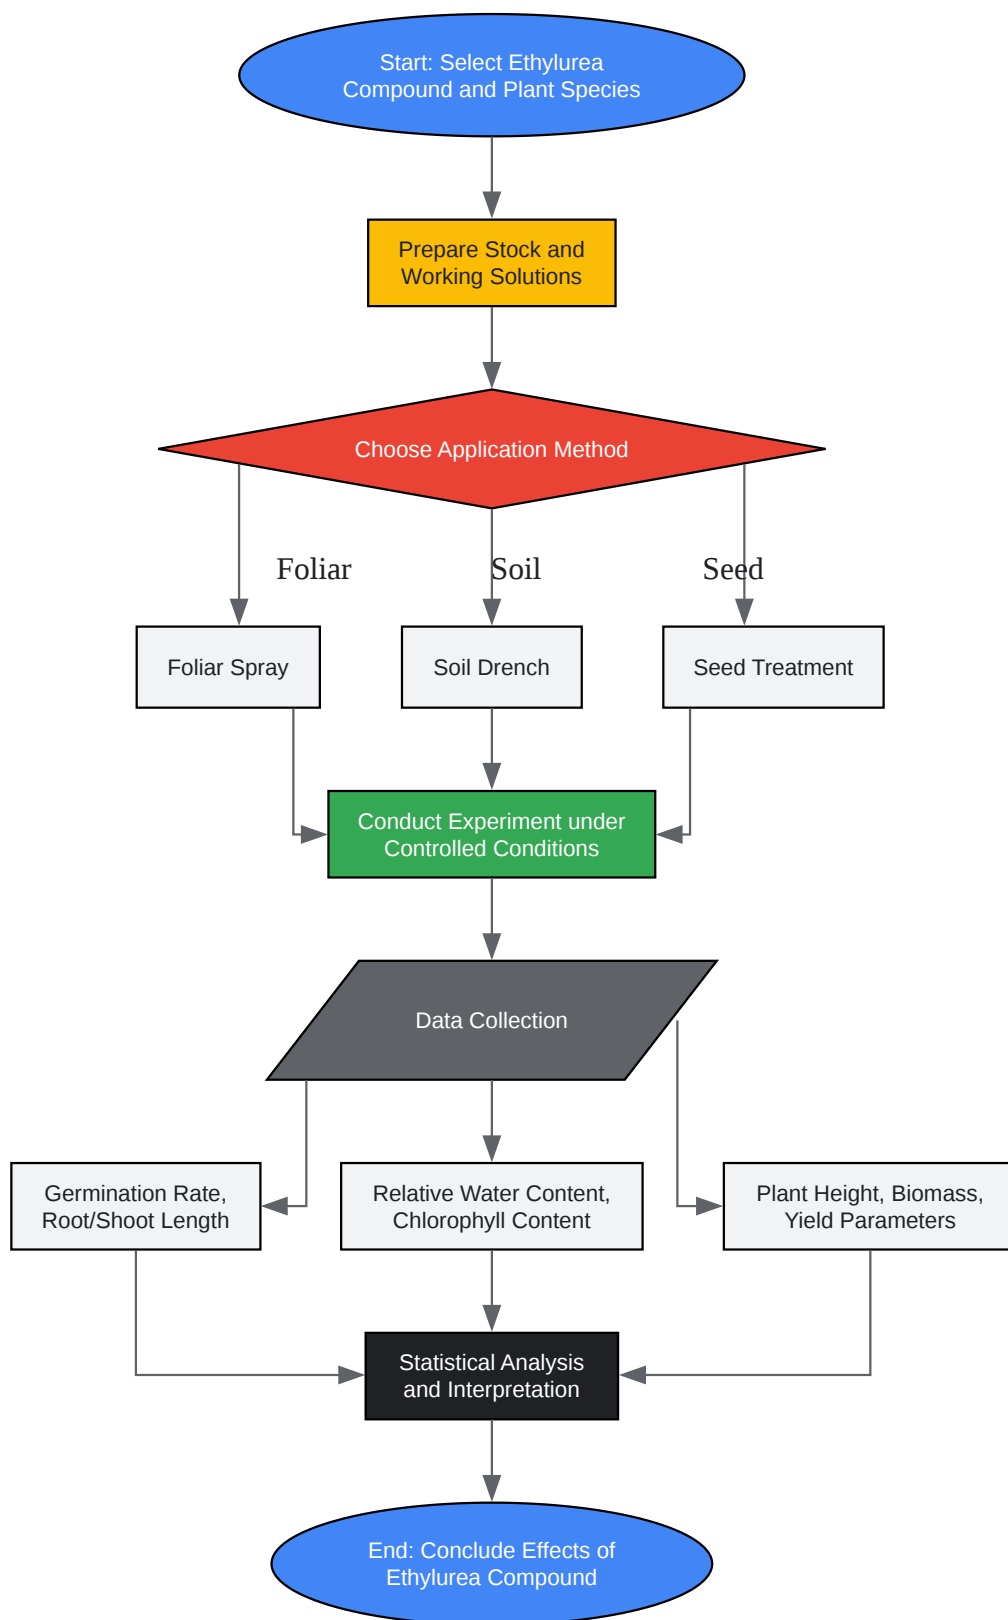 Start: Select Ethylurea
Compound and Plant Species
Prepare Stock and
Working Solutions
Choose Application Method
Foliar
Soil
Seed
Foliar Spray
Soil Drench
Seed Treatment
Conduct Experiment under
Controlled Conditions
Data Collection
Germination Rate,
Root/Shoot Length
Relative Water Content,
Chlorophyll Content
Plant Height, Biomass,
Yield Parameters
Statistical Analysis
and Interpretation
End: Conclude Effects of
Ethylurea Compound